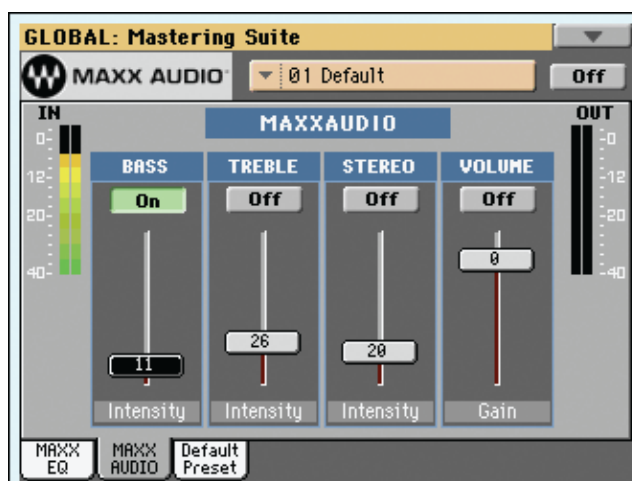 GLOBAL: Mastering Suite
MAXX AUDIO 01 Default Off
IN MAXXAUDIO OUT
BASS TREBLE STEREO VOLUME
On Off Off Off
0
12
20
40
0
12
20
40
11 26 20 0
Intensity Intensity Intensity Gain
MAXX EQ
MAXX AUDIO
Default Preset